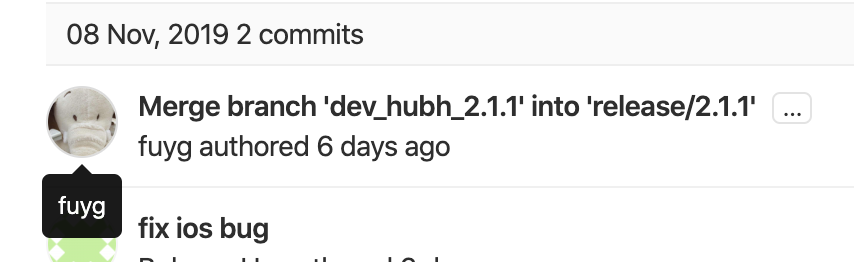 08 Nov, 2019 2 commits
Merge branch 'dev_hubh_2.1.1' into 'release/2.1.1' ...
fuyg authored 6 days ago
fuyg
fix ios bug